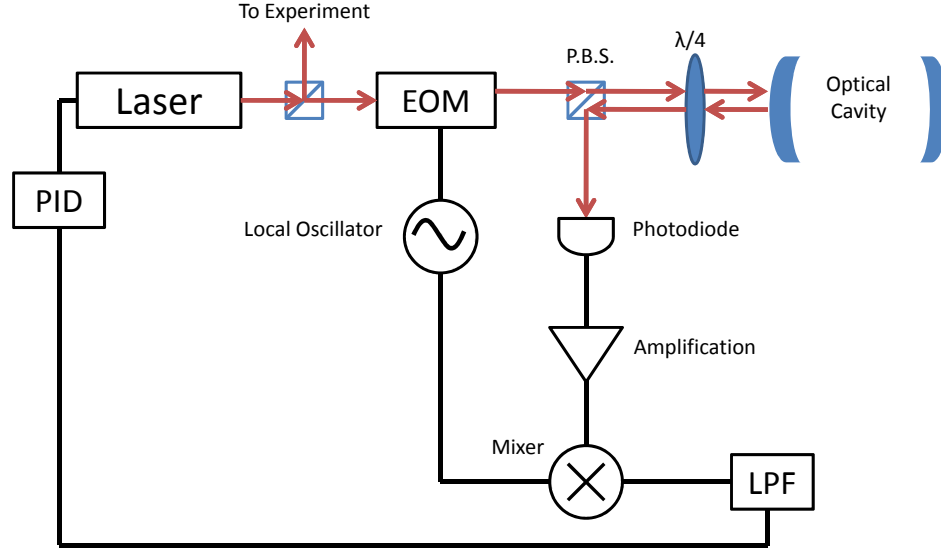 To Experiment
Laser
EOM
P.B.S.
λ/4
Optical
Cavity
PID
Local Oscillator
Photodiode
Amplification
Mixer
LPF